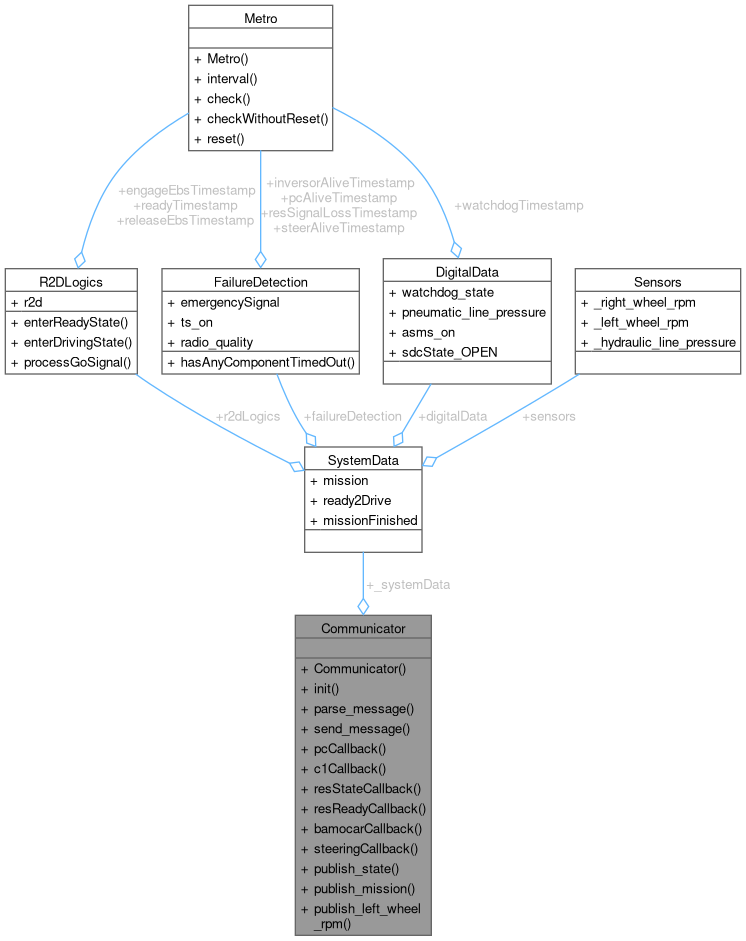 Metro
+ Metro()
+ interval()
+ check()
+ checkWithoutReset()
+ reset()
+engageEbsTimestamp
+readyTimestamp
+releaseEbsTimestamp
+inversorAliveTimestamp
+pcAliveTimestamp
+resSignalLossTimestamp
+steerAliveTimestamp
+watchdogTimestamp
R2DLogics
+ r2d
+ enterReadyState()
+ enterDrivingState()
+ processGoSignal()
FailureDetection
+ emergencySignal
+ ts_on
+ radio_quality
+ hasAnyComponentTimedOut()
DigitalData
+ watchdog_state
+ pneumatic_line_pressure
+ asms_on
+ sdcState_OPEN
Sensors
+ _right_wheel_rpm
+ _left_wheel_rpm
+ _hydraulic_line_pressure
+r2dLogics
+failureDetection
+digitalData
+sensors
SystemData
+ mission
+ ready2Drive
+ missionFinished
+_systemData
Communicator
+ Communicator()
+ init()
+ parse_message()
+ send_message()
+ pcCallback()
+ c1Callback()
+ resStateCallback()
+ resReadyCallback()
+ bamocarCallback()
+ steeringCallback()
+ publish_state()
+ publish_mission()
+ publish_left_wheel
_rpm()